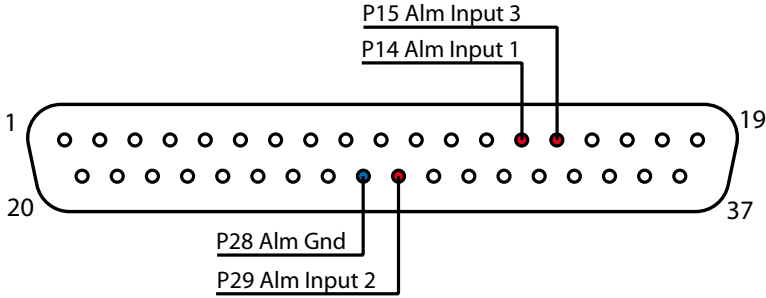 P15 Alm Input 3
P14 Alm Input 1
1
19
20
37
P28 Alm Gnd
P29 Alm Input 2